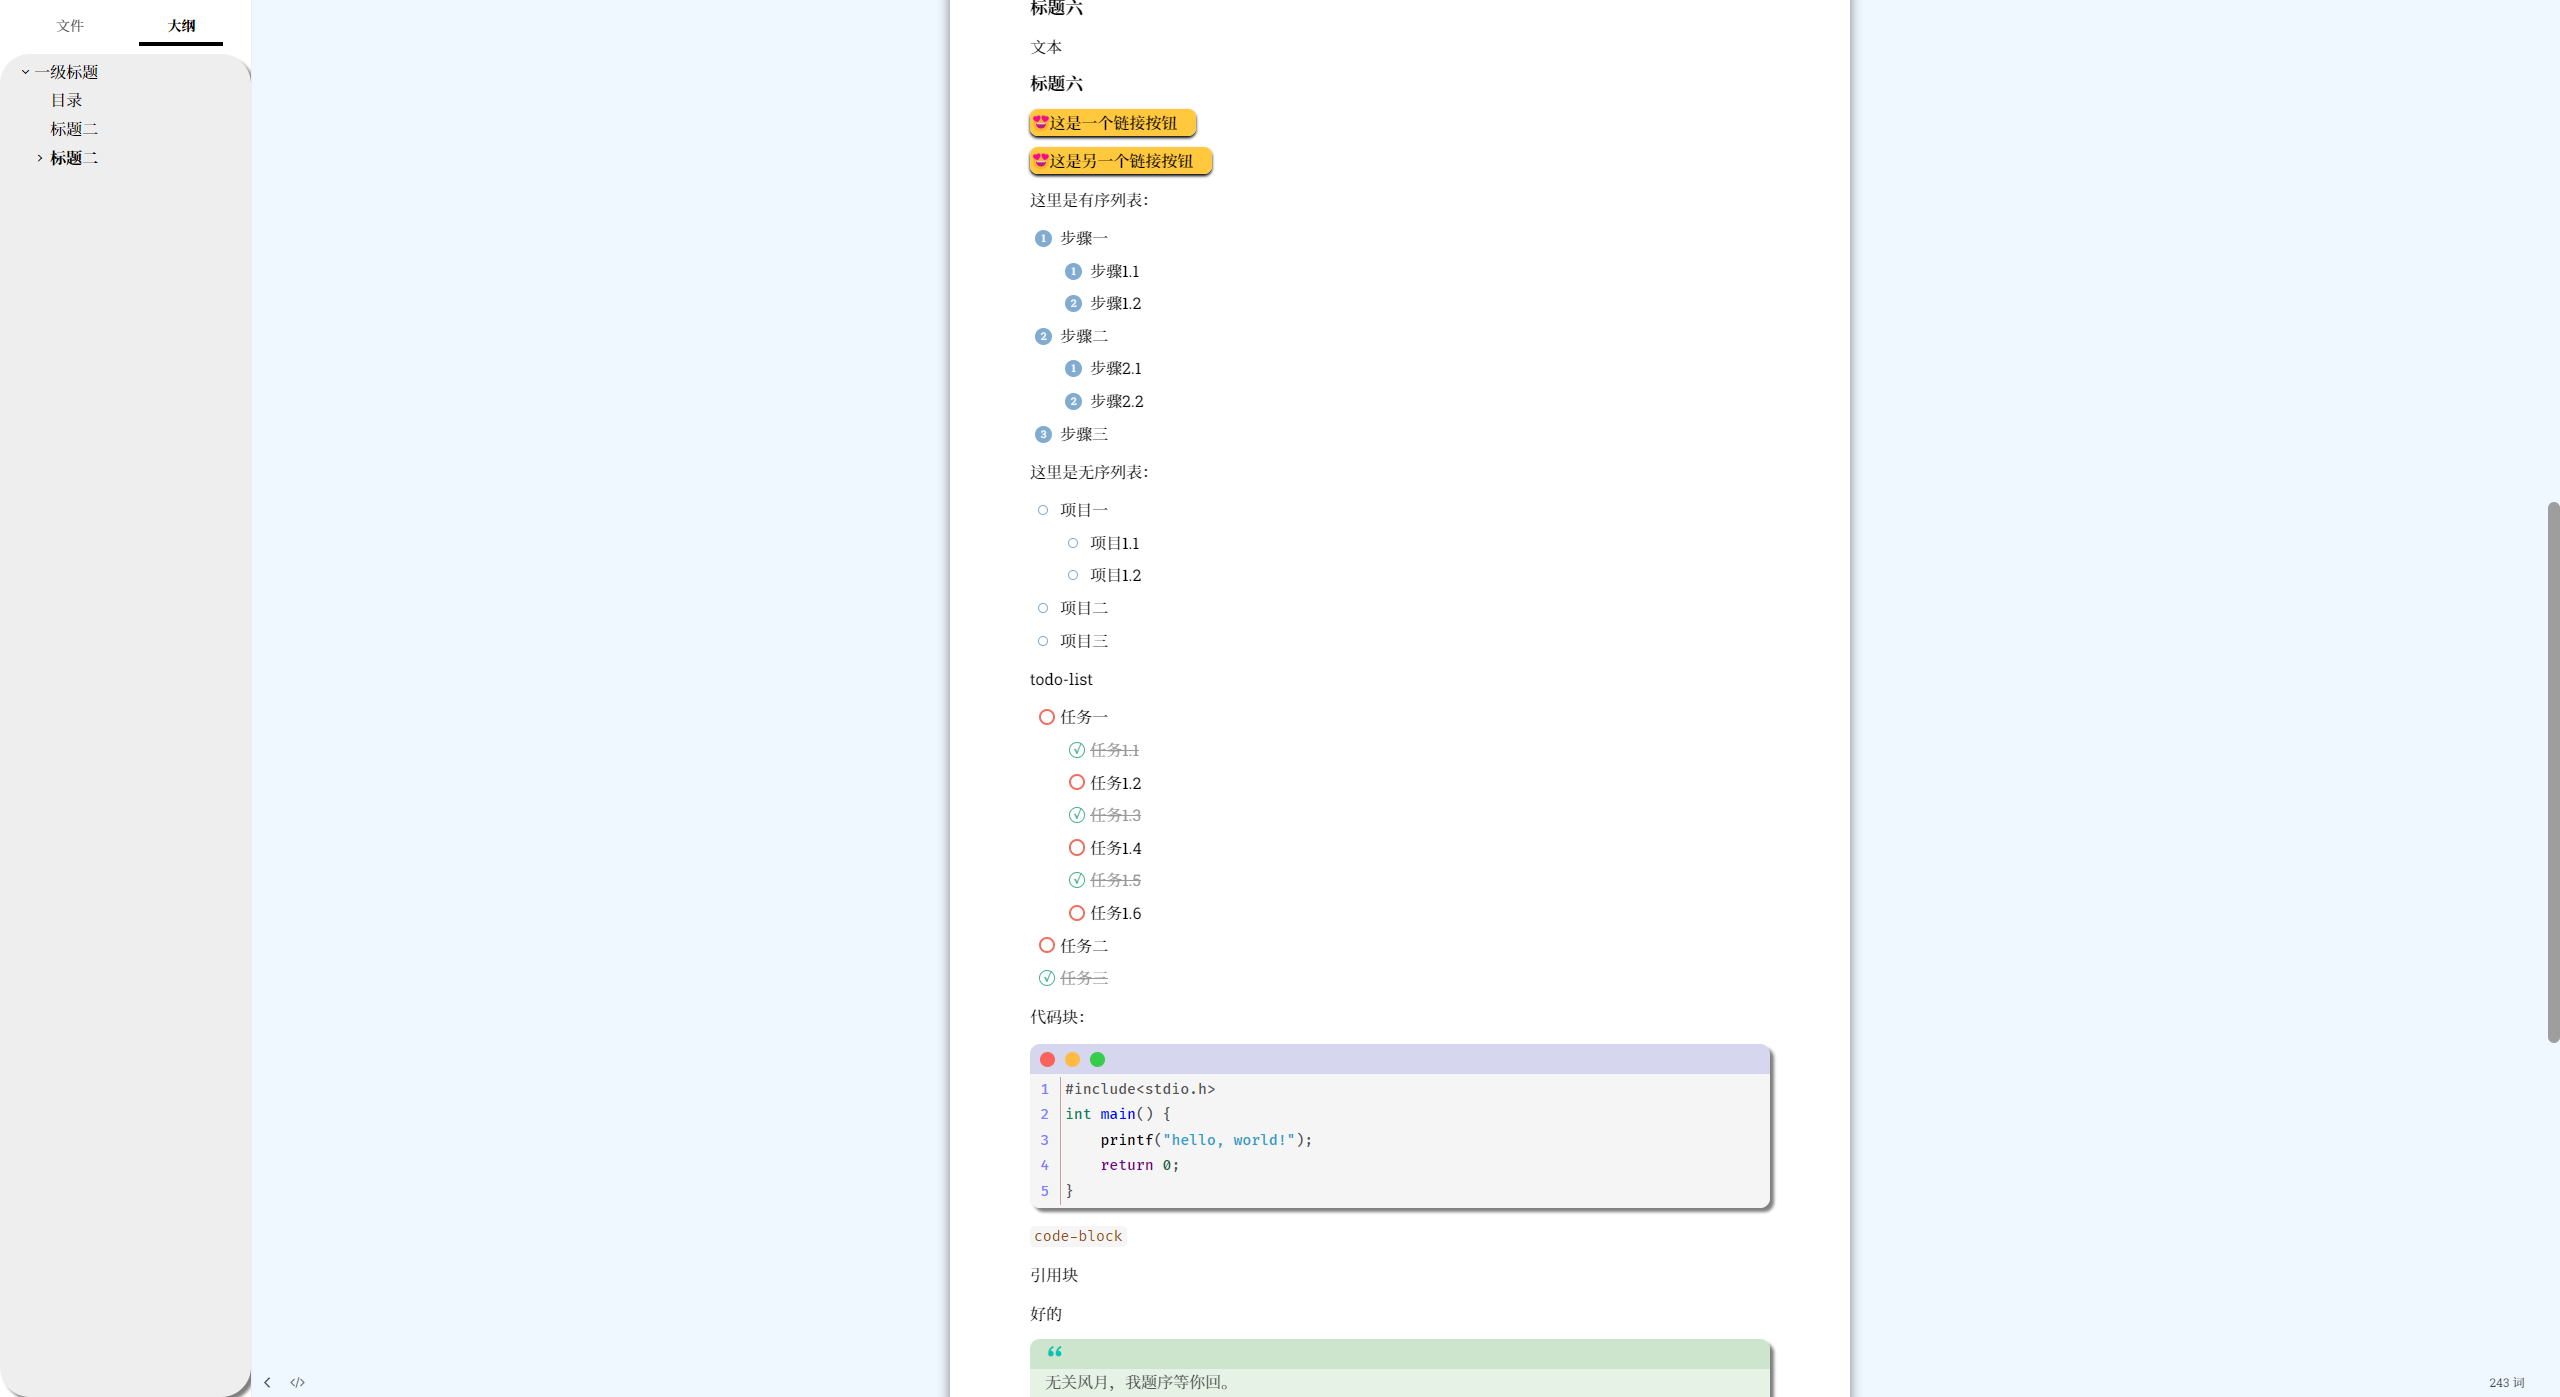 文件
大纲
一级标题
目录
标题二
标题二
标题六
文本
标题六
😍这是一个链接按钮
😍这是另一个链接按钮
这里是有序列表：
1 步骤一
1 步骤1.1
2 步骤1.2
2 步骤二
1 步骤2.1
2 步骤2.2
3 步骤三
这里是无序列表：
项目一
项目1.1
项目1.2
项目二
项目三
todo-list
任务一
任务1.1
任务1.2
任务1.3
任务1.4
任务1.5
任务1.6
任务二
任务三
代码块：
1 #include<stdio.h>
2 int main() {
3     printf("hello, world!");
4     return 0;
5 }
code-block
引用块
好的
“
无关风月，我题序等你回。
</> 
243 词